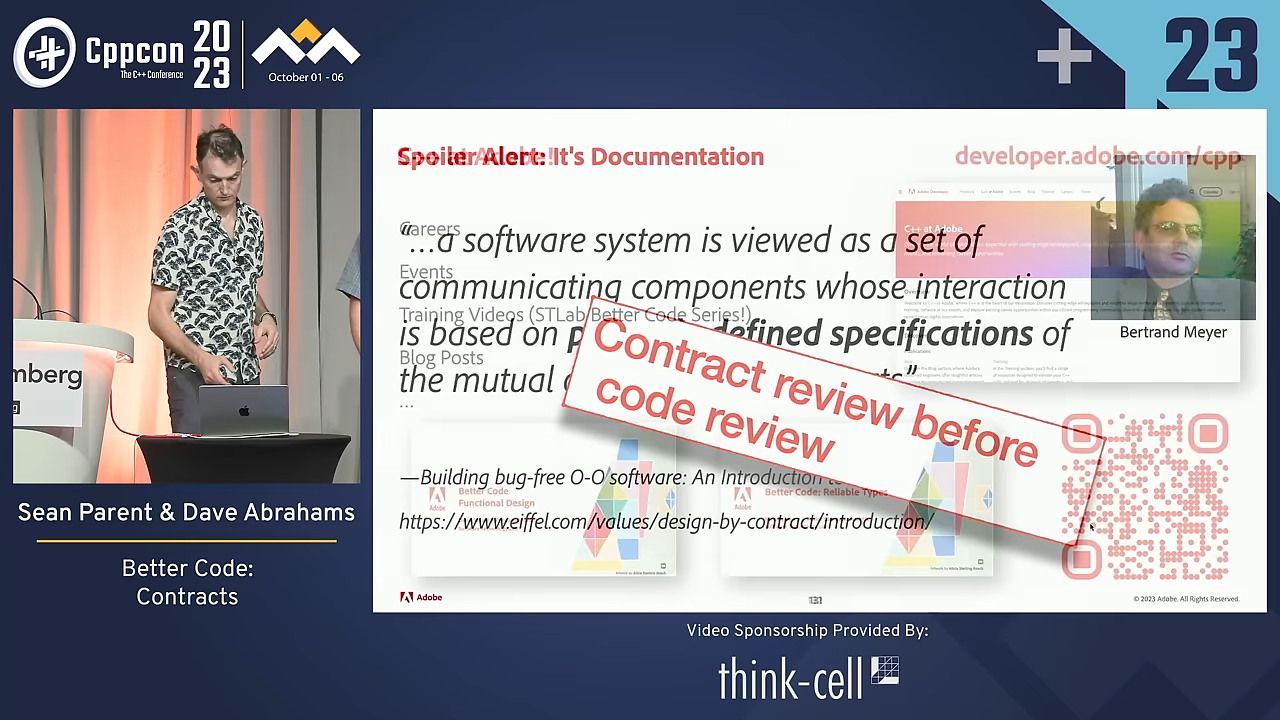 Cppcon
The C++ Conference
20
23
October 01 - 06
23
mberg
Sean Parent & Dave Abrahams
Better Code:
Contracts
Spoiler Alert: It's Documentation
developer.adobe.com/cpp
Careers
“…a software system is viewed as a set of
Events
communicating components whose interaction
Training Videos (STLab Better Code Series!)
is based on defined specifications of
Blog Posts
the mutual
...
Contract review before
code review
C++ at Adobe
Bertrand Meyer
—Building bug-free O-O software: An Introduction
Better Code
Functional Design
Better Code: Reliable Types
https://www.eiffel.com/values/design-by-contract/introduction/
Adobe
© 2023 Adobe. All Rights Reserved.
Video Sponsorship Provided By:
think-cell